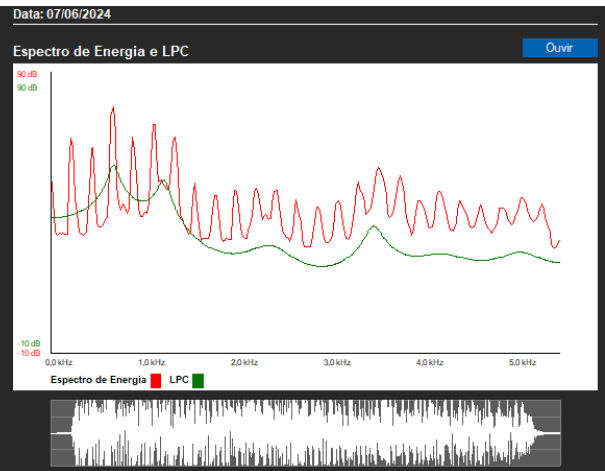 Data: 07/06/2024
Espectro de Energia e LPC
Ouvir
90 dB
90 dB
-10 dB
-10 dB
0,0 kHz 1,0 kHz 2,0 kHz 3,0 kHz 4,0 kHz 5,0 kHz
Espectro de Energia LPC